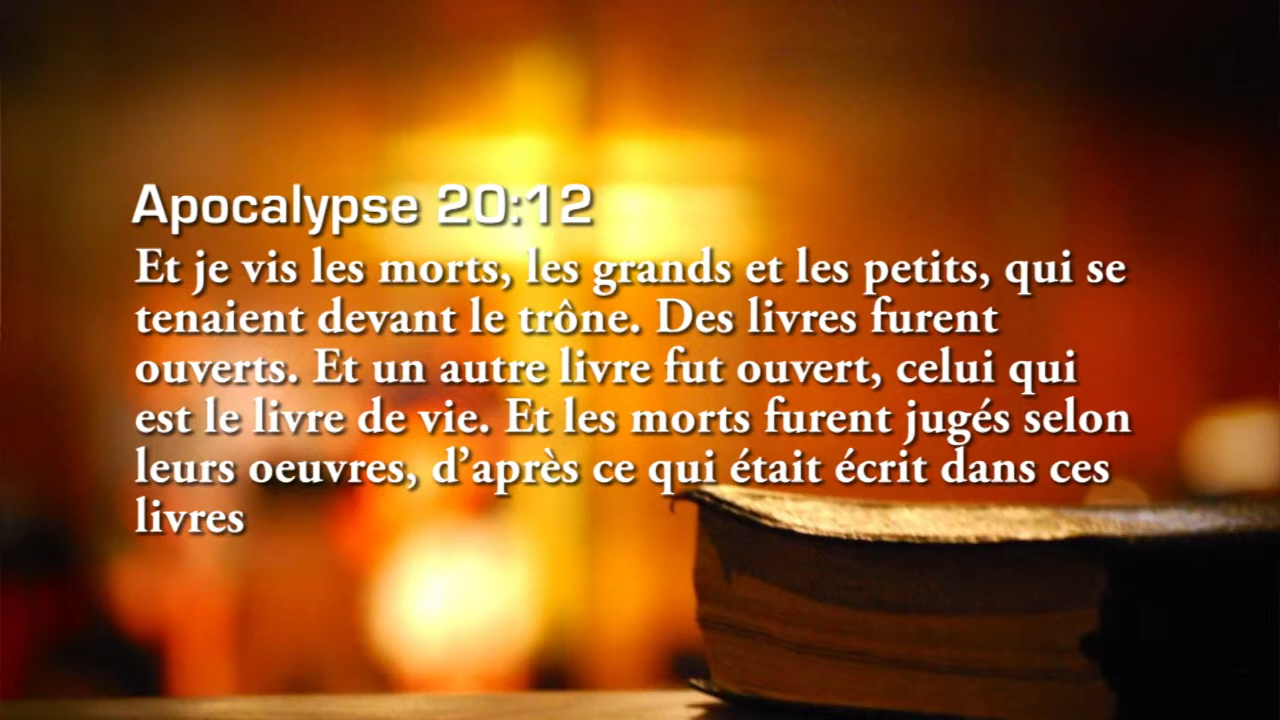 Apocalypse 20:12
Et je vis les morts, les grands et les petits, qui se
tenaient devant le trône. Des livres furent
ouverts. Et un autre livre fut ouvert, celui qui
est le livre de vie. Et les morts furent jugés selon
leurs oeuvres, d’après ce qui était écrit dans ces
livres